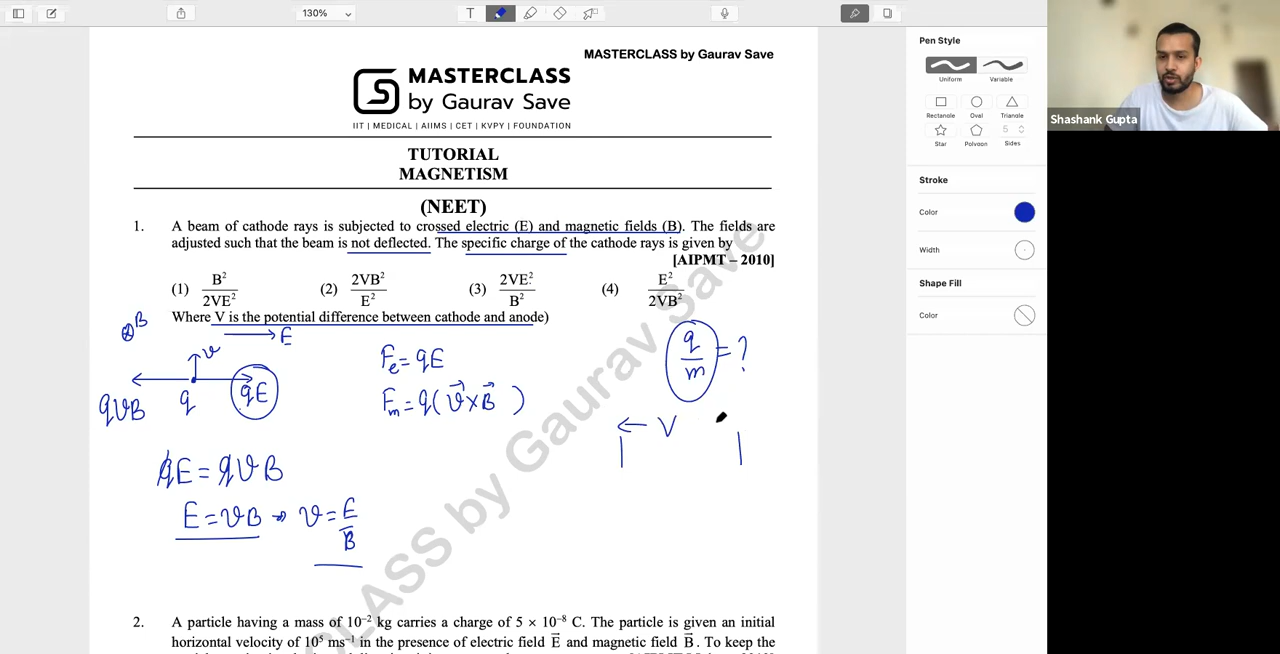 130%
T
Pen Style
Uniform
Variable
Rectangle
Oval
Triangle
Star
Polygon
5
Sides
Stroke
Color
Width
Shape Fill
Color
Shashank Gupta
MASTERCLASS by Gaurav Save
MASTERCLASS
by Gaurav Save
IIT | MEDICAL | AIIMS | CET | KVPY | FOUNDATION
TUTORIAL
MAGNETISM
(NEET)
1. A beam of cathode rays is subjected to crossed electric (E) and magnetic fields (B). The fields are
adjusted such that the beam is not deflected. The specific charge of the cathode rays is given by
[AIPMT – 2010]
(1) B²/2VE² (2) 2VB²/E² (3) 2VE²/B² (4) E²/2VB²
Where V is the potential difference between cathode and anode)
⊗B
E
v
qvB
q
qE
Fe = qE
Fm = q(v⃗ × B⃗ )
q/m = ?
← V
qE = qvB
E = vB → v = E/B
CLASS by Gaurav Save
2. A particle having a mass of 10⁻² kg carries a charge of 5 × 10⁻⁸ C. The particle is given an initial
horizontal velocity of 10⁵ ms⁻¹ in the presence of electric field E⃗ and magnetic field B⃗. To keep the